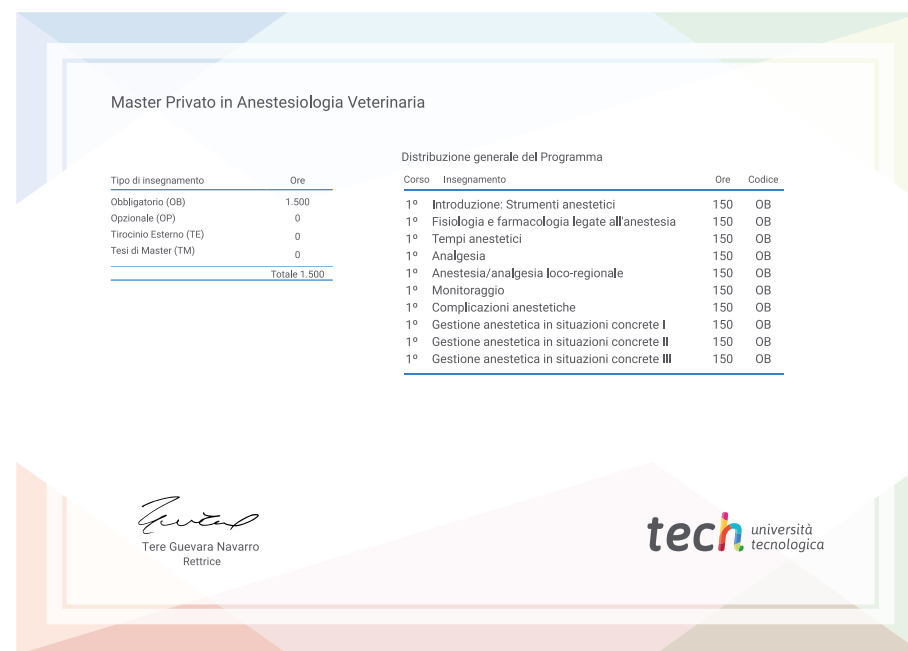 Master Privato in Anestesiologia Veterinaria
Tipo di insegnamento Ore
Obbligatorio (OB) 1.500
Opzionale (OP) 0
Tirocinio Esterno (TE) 0
Tesi di Master (TM) 0
Totale 1.500
Distribuzione generale del Programma
Corso Insegnamento Ore Codice
1º Introduzione: Strumenti anestetici 150 OB
1º Fisiologia e farmacologia legate all'anestesia 150 OB
1º Tempi anestetici 150 OB
1º Analgesia 150 OB
1º Anestesia/analgesia loco-regionale 150 OB
1º Monitoraggio 150 OB
1º Complicazioni anestetiche 150 OB
1º Gestione anestetica in situazioni concrete I 150 OB
1º Gestione anestetica in situazioni concrete II 150 OB
1º Gestione anestetica in situazioni concrete III 150 OB
Tere Guevara Navarro
Rettrice
tech università
tecnologica